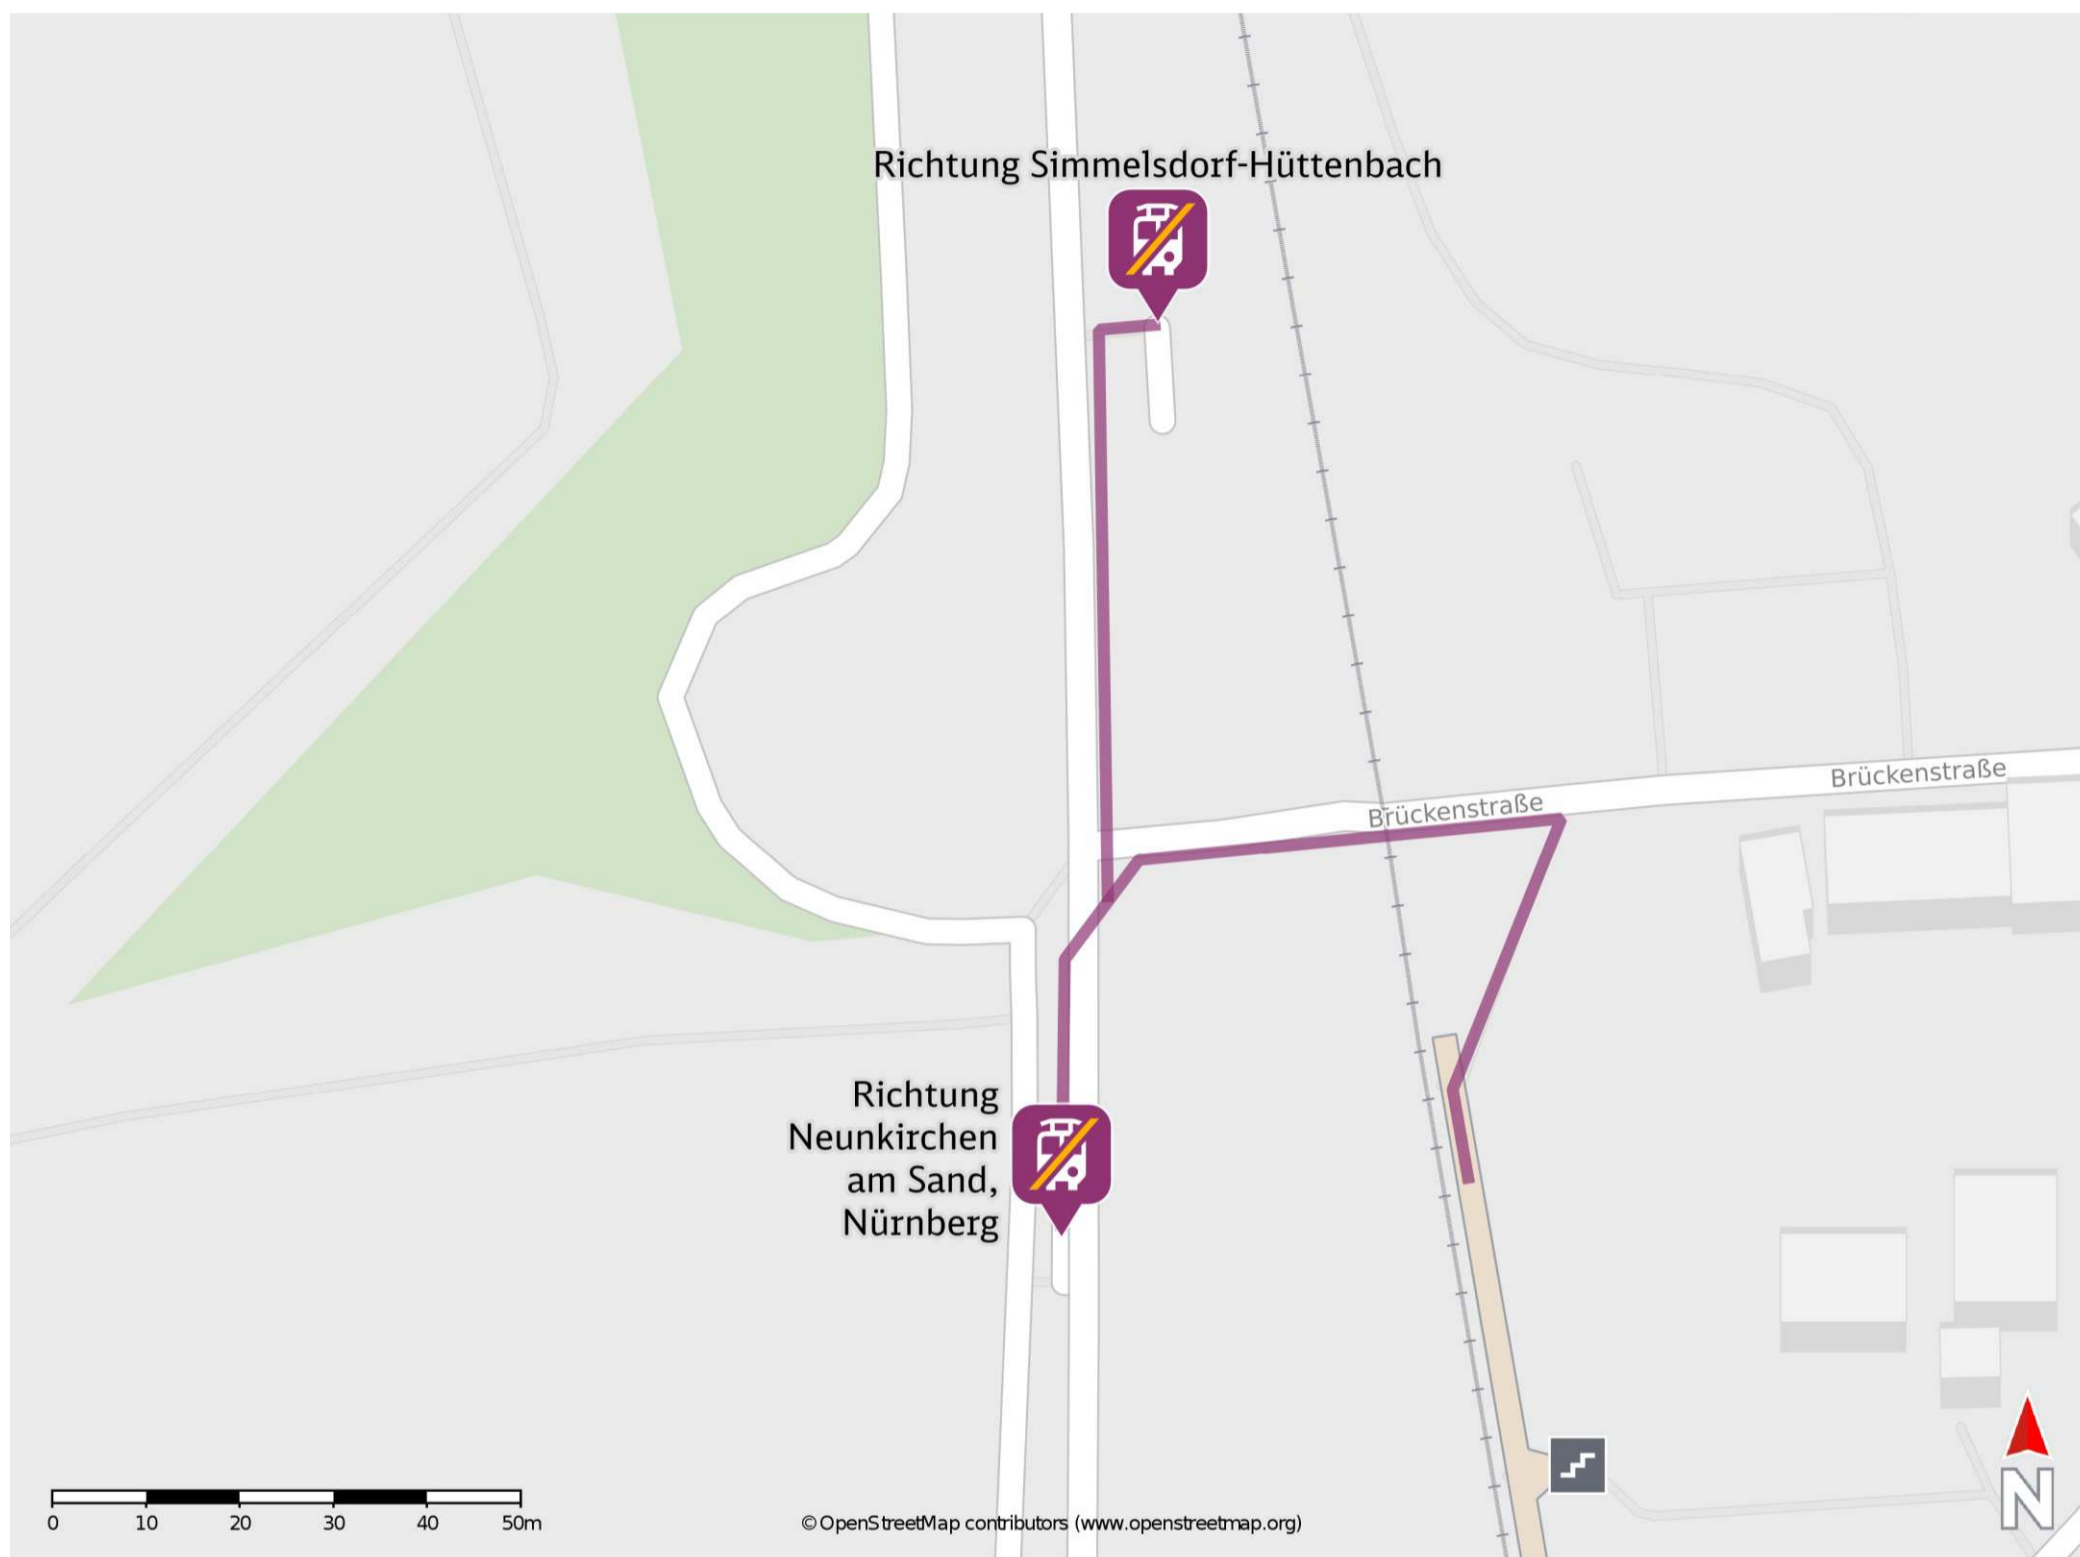 Richtung Simmelsdorf-Hüttenbach
Brückenstraße
Brückenstraße
Richtung
Neunkirchen
am Sand,
Nürnberg
0 10 20 30 40 50m
© OpenStreetMap contributors (www.openstreetmap.org)
N